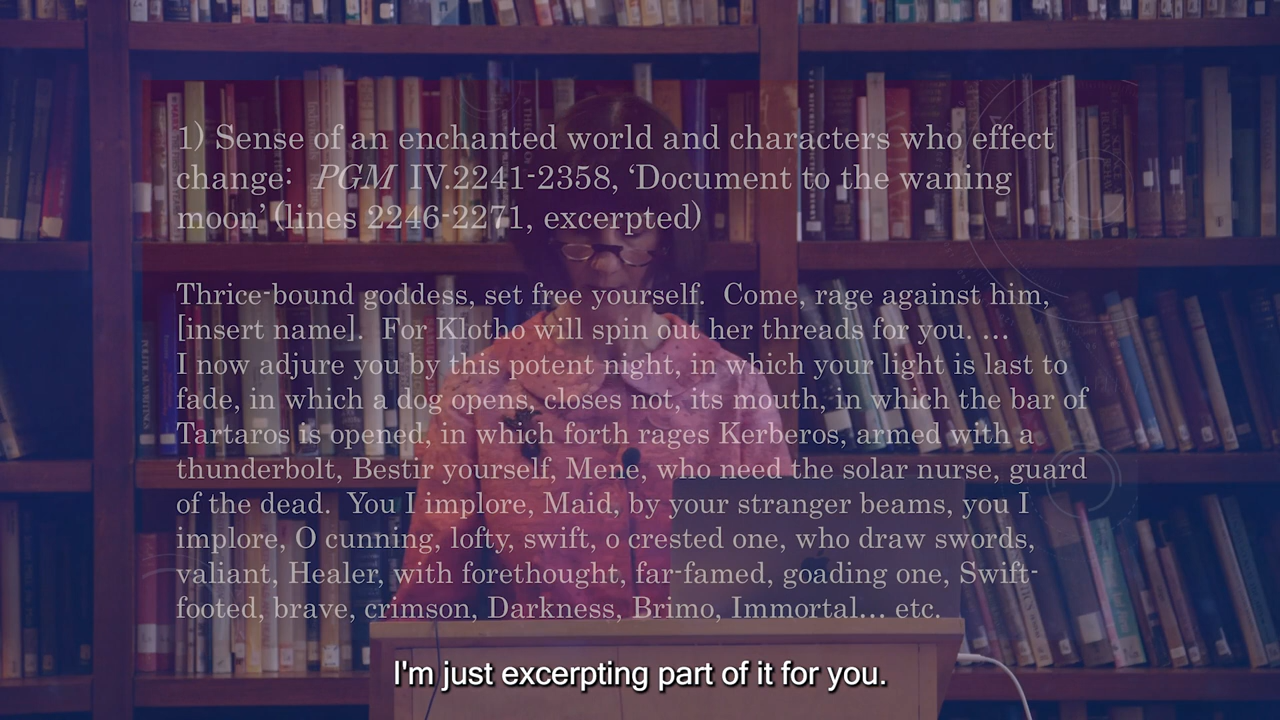 1) Sense of an enchanted world and characters who effect
change: PGM IV.2241-2358, ‘Document to the waning
moon’ (lines 2246-2271, excerpted)
Thrice-bound goddess, set free yourself. Come, rage against him,
[insert name]. For Klotho will spin out her threads for you. ...
I now adjure you by this potent night, in which your light is last to
fade, in which a dog opens, closes not, its mouth, in which the bar of
Tartaros is opened, in which forth rages Kerberos, armed with a
thunderbolt, Bestir yourself, Mene, who need the solar nurse, guard
of the dead. You I implore, Maid, by your stranger beams, you I
implore, O cunning, lofty, swift, o crested one, who draw swords,
valiant, Healer, with forethought, far-famed, goading one, Swift-
footed, brave, crimson, Darkness, Brimo, Immortal... etc.
I'm just excerpting part of it for you.